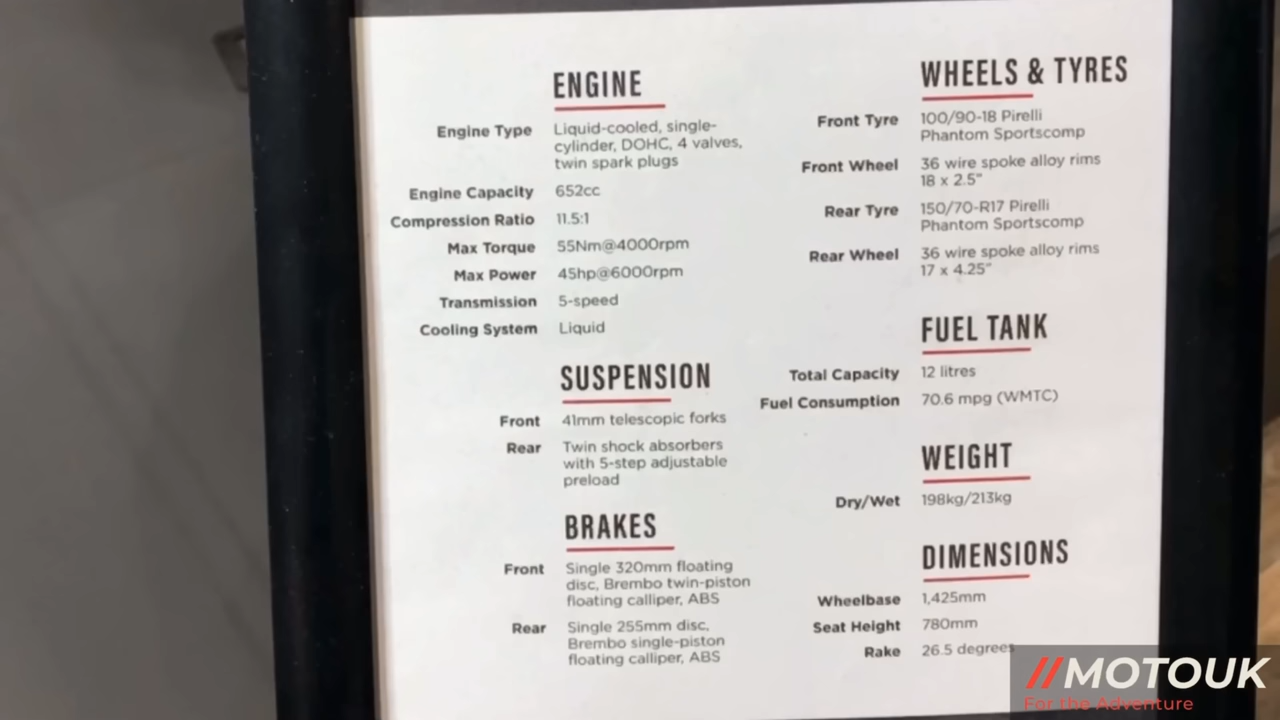 ENGINE
Engine Type Liquid-cooled, single-
cylinder, DOHC, 4 valves,
twin spark plugs
Engine Capacity 652cc
Compression Ratio 11.5:1
Max Torque 55Nm@4000rpm
Max Power 45hp@6000rpm
Transmission 5-speed
Cooling System Liquid
SUSPENSION
Front 41mm telescopic forks
Rear Twin shock absorbers
with 5-step adjustable
preload
BRAKES
Front Single 320mm floating
disc, Brembo twin-piston
floating calliper, ABS
Rear Single 255mm disc,
Brembo single-piston
floating calliper, ABS
WHEELS & TYRES
Front Tyre 100/90-18 Pirelli
Phantom Sportscomp
Front Wheel 36 wire spoke alloy rims
18 x 2.5"
Rear Tyre 150/70-R17 Pirelli
Phantom Sportscomp
Rear Wheel 36 wire spoke alloy rims
17 x 4.25"
FUEL TANK
Total Capacity 12 litres
Fuel Consumption 70.6 mpg (WMTC)
WEIGHT
Dry/Wet 198kg/213kg
DIMENSIONS
Wheelbase 1,425mm
Seat Height 780mm
Rake 26.5 degrees
//MOTOUK
For the Adventure